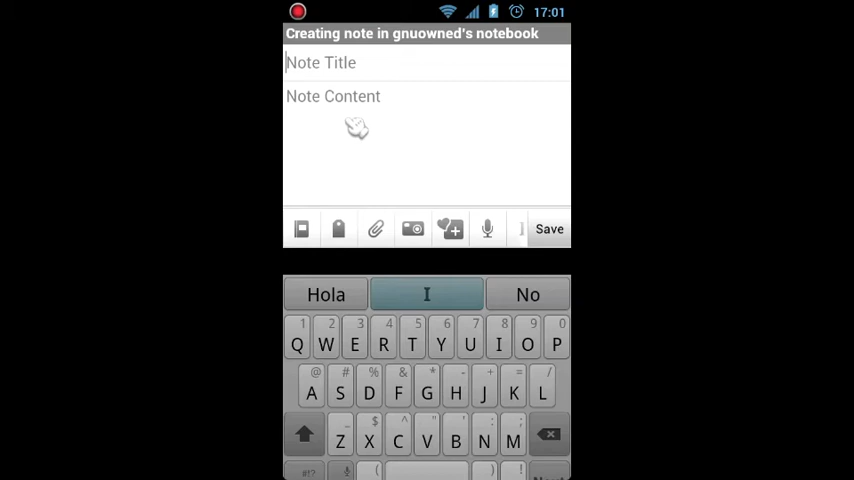 17:01
Creating note in gnuowned's notebook
Note Title
Note Content
Save
Hola I No
1 2 3 4 5 6 7 8 9 0
Q W E R T Y U I O P
@ # % & * - + = /
A S D F G H J K L
_ $ ^ " ' : ;
Z X C V B N M
#!? ( ) !